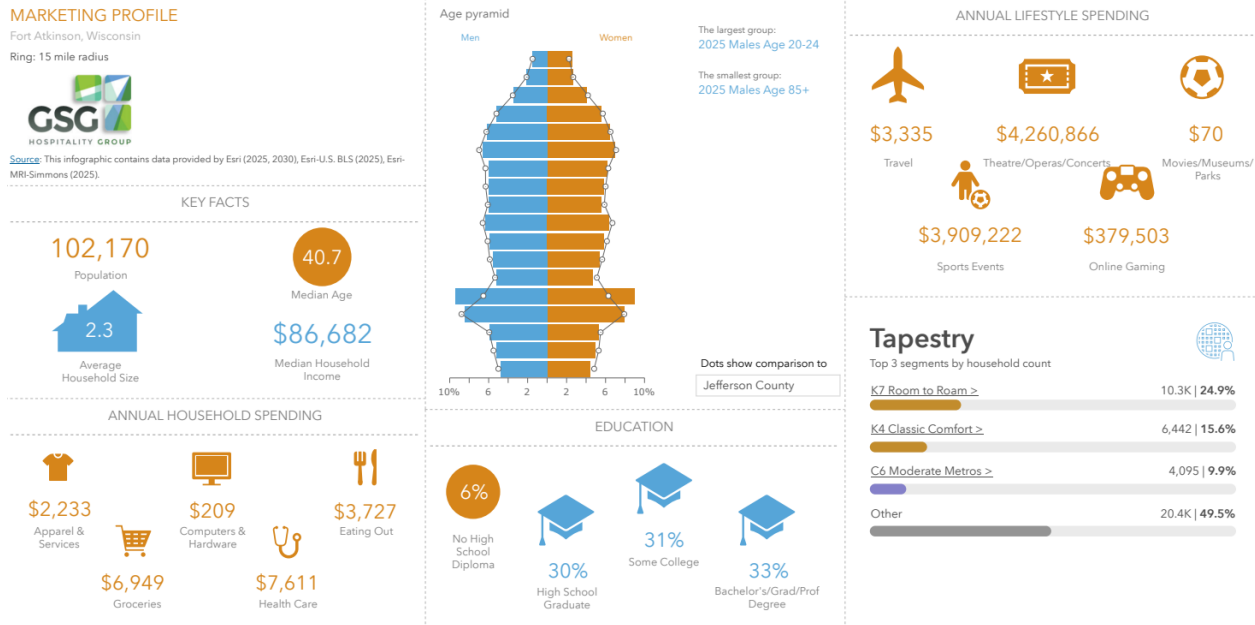 MARKETING PROFILE
Fort Atkinson, Wisconsin
Ring: 15 mile radius
GSG
HOSPITALITY GROUP
Source: This infographic contains data provided by Esri (2025, 2030), Esri-U.S. BLS (2025), Esri-
MRI-Simmons (2025).
KEY FACTS
102,170
Population
40.7
Median Age
2.3
Average
Household Size
$86,682
Median Household
Income
ANNUAL HOUSEHOLD SPENDING
$2,233
Apparel &
Services
$209
Computers &
Hardware
$3,727
Eating Out
$6,949
Groceries
$7,611
Health Care
Age pyramid
Men
Women
The largest group:
2025 Males Age 20-24
The smallest group:
2025 Males Age 85+
Dots show comparison to
Jefferson County
10% 6 2 2 6 10%
EDUCATION
6%
No High
School
Diploma
30%
High School
Graduate
31%
Some College
33%
Bachelor's/Grad/Prof
Degree
ANNUAL LIFESTYLE SPENDING
$3,335
Travel
$4,260,866
Theatre/Operas/Concerts
$70
Movies/Museums/
Parks
$3,909,222
Sports Events
$379,503
Online Gaming
Tapestry
Top 3 segments by household count
K7 Room to Roam > 10.3K | 24.9%
K4 Classic Comfort > 6,442 | 15.6%
C6 Moderate Metros > 4,095 | 9.9%
Other 20.4K | 49.5%